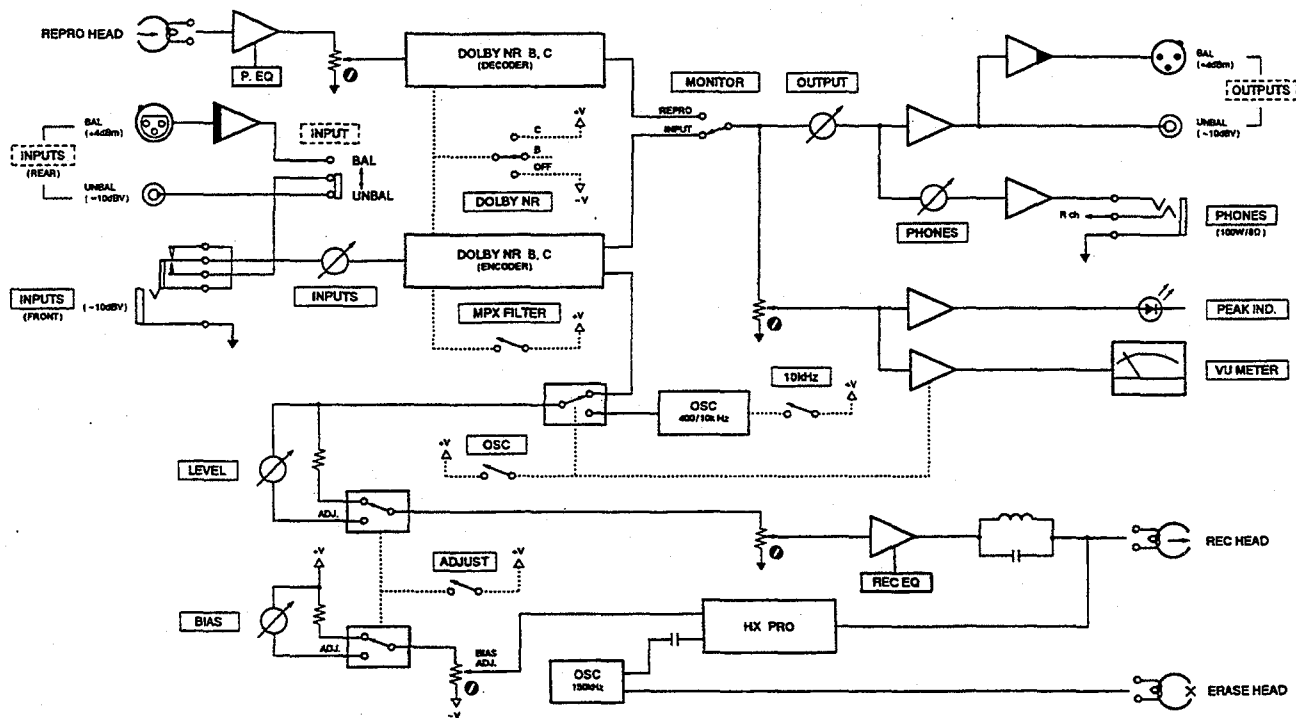 REPRO HEAD
P. EQ
DOLBY NR B, C
(DECODER)
MONITOR
OUTPUT
BAL
(+4dBm)
OUTPUTS
UNBAL
(-10dBV)
REPRO
INPUT
BAL
(+4dBm)
INPUTS
(REAR)
UNBAL
(-10dBV)
INPUT
BAL
UNBAL
+V
C
B
OFF
-V
DOLBY NR
PHONES
R ch
PHONES
(100W/8Ω)
DOLBY NR B, C
(ENCODER)
INPUTS
INPUTS
(FRONT)
(-10dBV)
MPX FILTER
+V
PEAK IND.
VU METER
10kHz
+V
OSC
400/10k Hz
OSC
+V
LEVEL
ADJ.
REC EQ
REC HEAD
+V
ADJUST
+V
BIAS
ADJ.
BIAS
ADJ.
-V
HX PRO
OSC
150kHz
ERASE HEAD